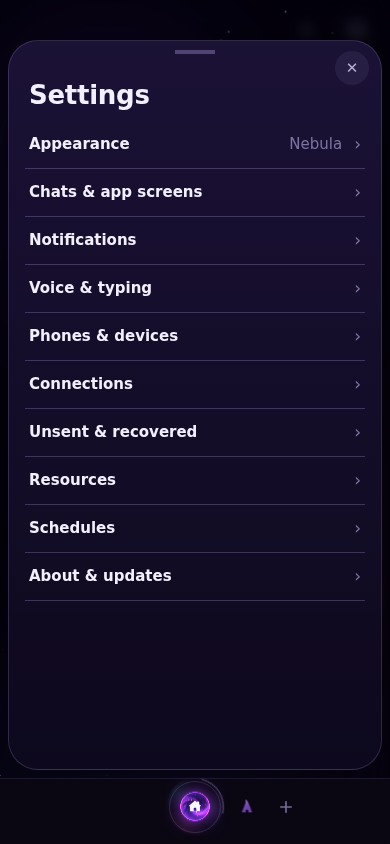 Settings
Appearance Nebula
Chats & app screens
Notifications
Voice & typing
Phones & devices
Connections
Unsent & recovered
Resources
Schedules
About & updates